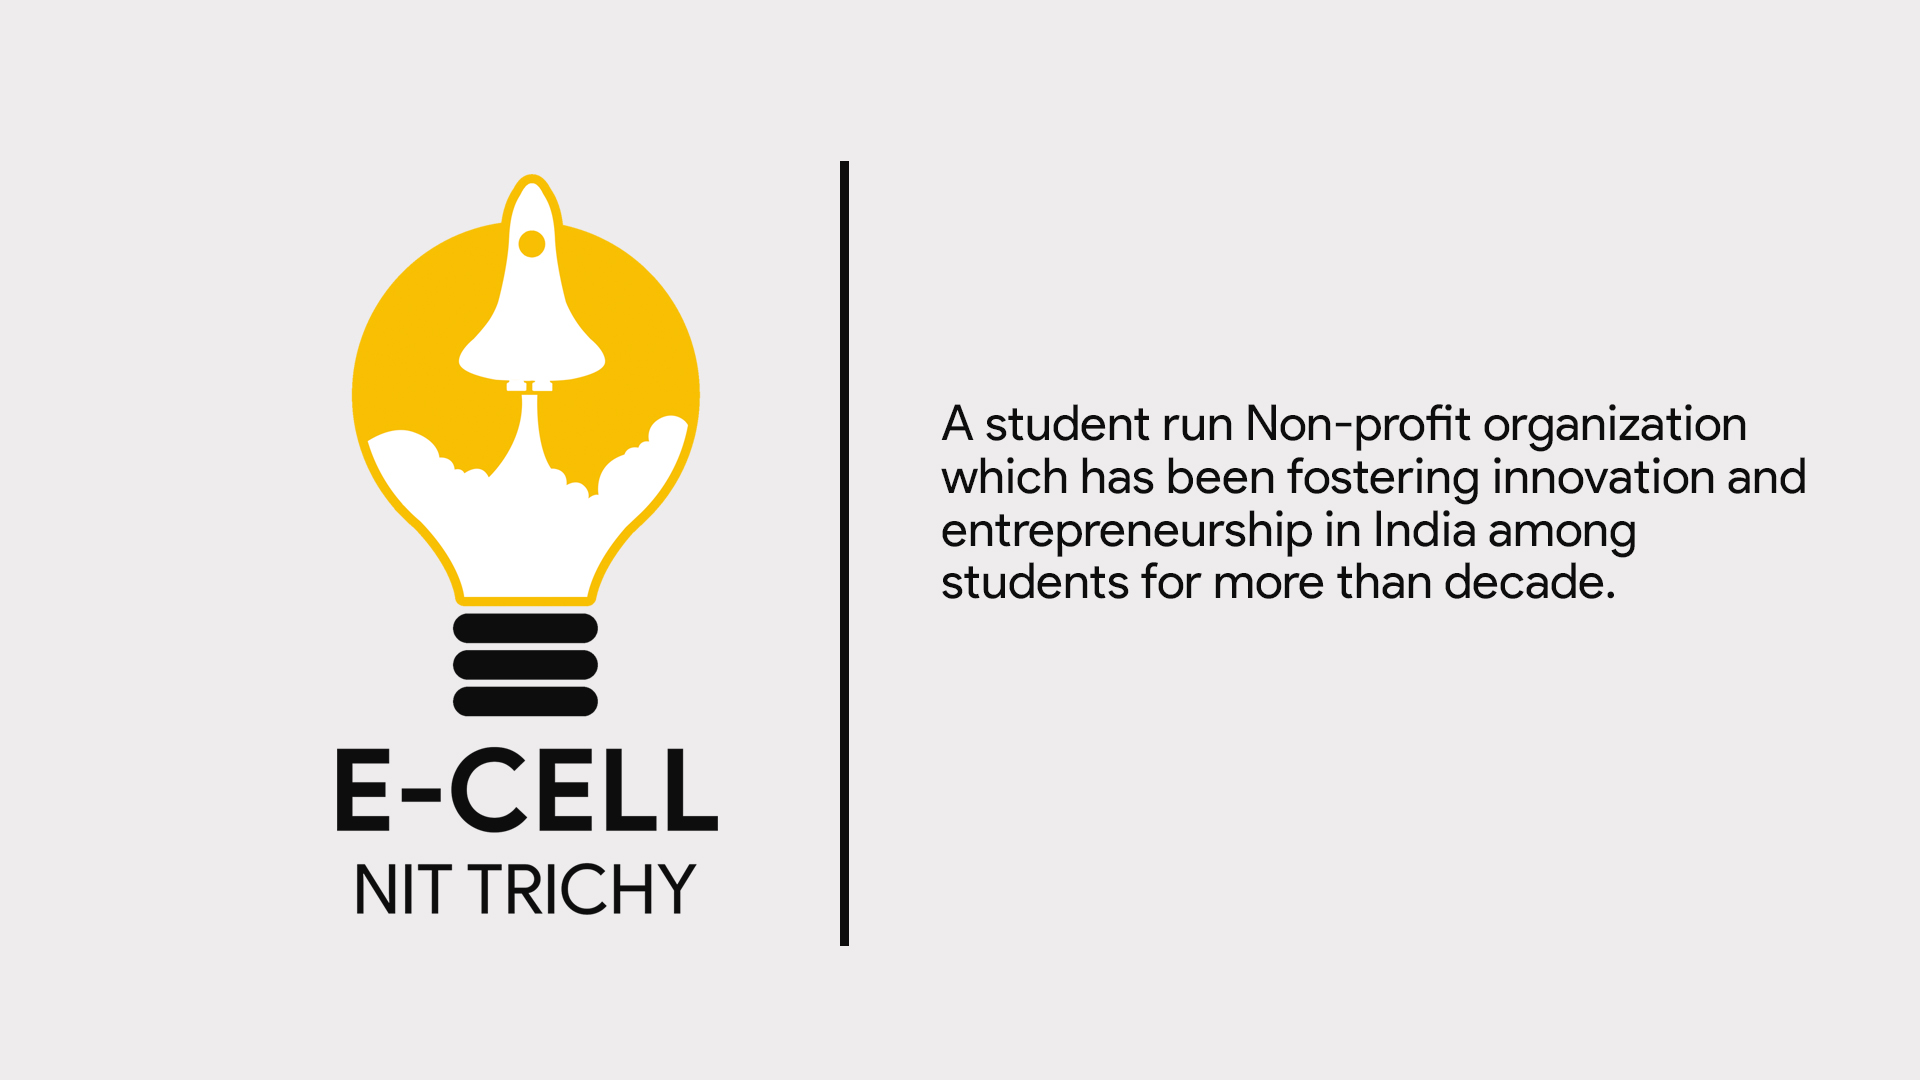 E-CELL
NIT TRICHY
A student run Non-profit organization
which has been fostering innovation and
entrepreneurship in India among
students for more than decade.